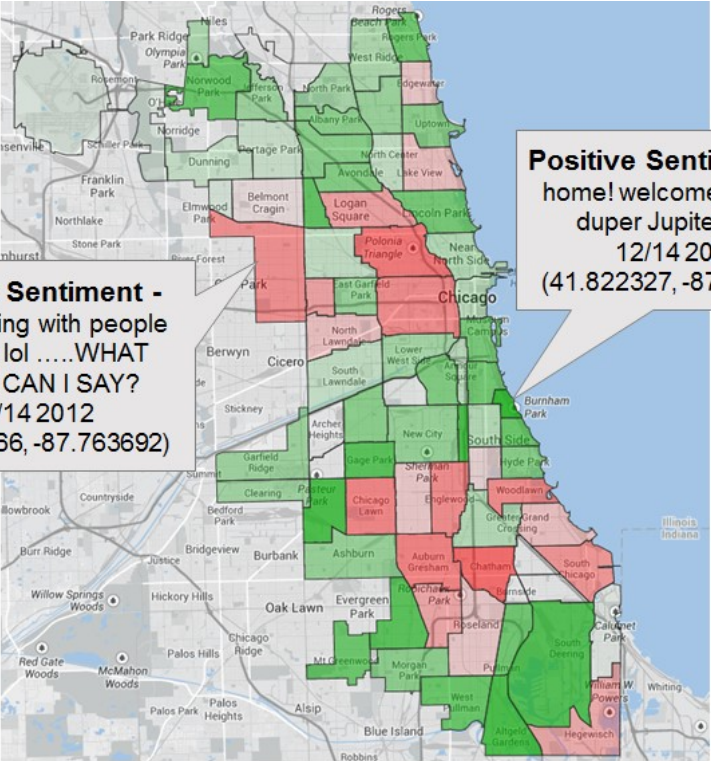 Rogers
Beach Park
Rogers Park
Niles
Park Ridge
Olympia
Park
West Ridge
Rosemont
Norwood
Park
Jefferson
Park
North Park
Edgewater
O'H
Albany Park
Uptown
Norridge
Schiller Park
Portage Park
North Center
Dunning
Avondale
Lake View
Franklin
Park
Elmwood
Park
Belmont
Cragin
Logan
Square
Lincoln Park
Northlake
Stone Park
Polonia
Triangle
Near
North Side
River Forest
Park
East Garfield
Park
Chicago
Museum
Campus
North
Lawndale
Berwyn
Cicero
Lower
West Side
Armour
Square
South
Lawndale
Stickney
Burnham
Park
Archer
Heights
New City
South Side
Garfield
Ridge
Gage Park
Sherman
Park
Hyde Park
Summit
Countryside
Clearing
Pasteur
Park
Woodlawn
Chicago
Lawn
Englewood
Bedford
Park
Greater Grand
Crossing
Illinois
Indiana
Burr Ridge
Bridgeview
Burbank
Ashburn
Justice
Auburn
Gresham
Chatham
South
Chicago
Willow Springs
Woods
Hickory Hills
Oak Lawn
Evergreen
Park
Robichaux
Park
Burnside
Roseland
Calumet
Park
Chicago
Ridge
Palos Hills
Red Gate
Woods
McMahon
Woods
Mt Greenwood
Morgan
Park
Pullman
South
Deering
Palos Park
Palos
Heights
Alsip
West
Pullman
William W
Powers
Whiting
Blue Island
Altgeld
Gardens
Hegewisch
Robbins
Sentiment -
ing with people
lol …..WHAT
CAN I SAY?
/14 2012
66, -87.763692)
Positive Senti
home! welcome
duper Jupite
12/14 20
(41.822327, -87